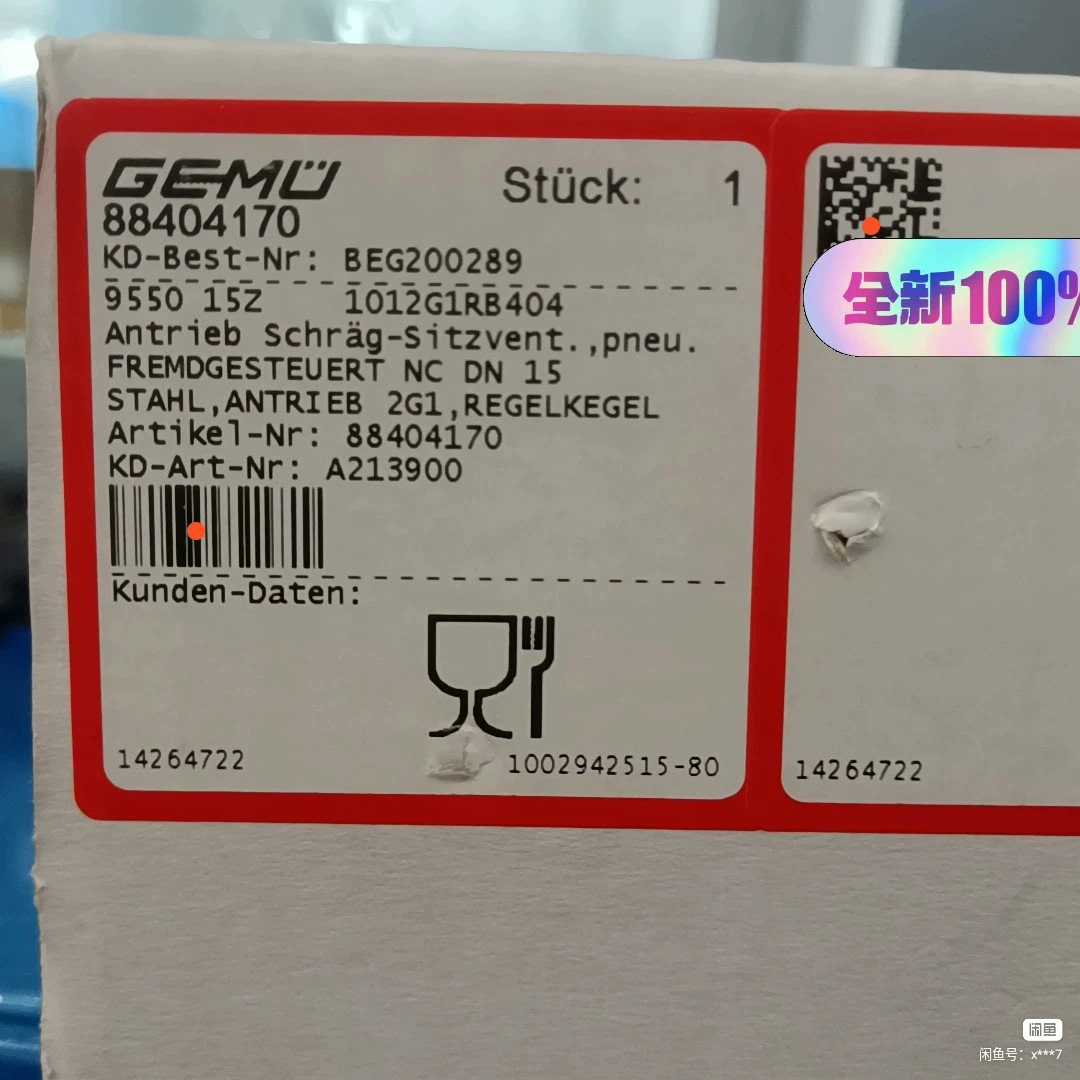 GEMÜ
Stück: 1
88404170
KD-Best-Nr: BEG200289
9550 15Z 1012G1RB404
Antrieb Schräg-Sitzvent.,pneu.
FREMDGESTEUERT NC DN 15
STAHL,ANTRIEB 2G1,REGELKEGEL
Artikel-Nr: 88404170
KD-Art-Nr: A213900
Kunden-Daten:
14264722
1002942515-80
全新100%
14264722
闲鱼
闲鱼号：x***7